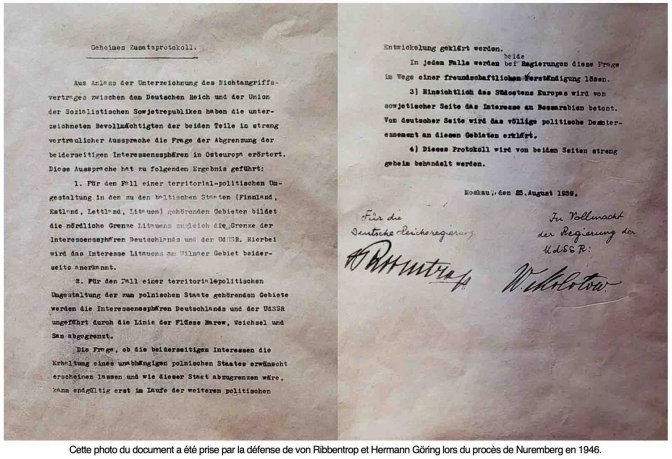 Geheimes Zusatzprotokoll.
Aus Anlass der Unterzeichnung des Nichtangriffs-
vertrages zwischen dem Deutschen Reich und der Union
der Sozialistischen Sowjetrepubliken haben die unter-
zeichneten Bevollmächtigten der beiden Teile in streng
vertraulicher Aussprache die Frage der Abgrenzung der
beiderseitigen Interessensphären in Osteuropa erörtert.
Diese Aussprache hat zu folgendem Ergebnis geführt:
1. Für den Fall einer territorial-politischen Um-
gestaltung in den zu den baltischen Staaten (Finnland,
Estland, Lettland, Litauen) gehörenden Gebieten bildet
die nördliche Grenze Litauens zugleich die Grenze der
Interessensphären Deutschlands und der UdSSR. Hierbei
wird das Interesse Litauens am Wilnaer Gebiet beider-
seits anerkannt.
2. Für den Fall einer territorialpolitischen
Umgestaltung der zum polnischen Staate gehörenden Gebiete
werden die Interessensphären Deutschlands und der UdSSR
ungefähr durch die Linie der Flüsse Narew, Weichsel und
San abgegrenzt.
Die Frage, ob die beiderseitigen Interessen die
Erhaltung eines unabhängigen polnischen Staates erwünscht
erscheinen lassen und wie dieser Staat abzugrenzen wäre,
kann endgültig erst im Laufe der weiteren politischen
Entwickelung geklärt werden.
In jedem Falle werden beide Regierungen diese Frage
im Wege einer freundschaftlichen Verständigung lösen.
3) Hinsichtlich des Südostens Europas wird von
sowjetischer Seite das Interesse an Bessarabien betont.
Von deutscher Seite wird das völlige politische Desinter-
essement an diesen Gebieten erklärt.
4) Dieses Protokoll wird von beiden Seiten streng
geheim behandelt werden.
Moskau, den 23. August 1939.
Für die
Deutsche Reichsregierung
In Vollmacht
der Regierung der
UdSSR:
Cette photo du document a été prise par la défense de von Ribbentrop et Hermann Göring lors du procès de Nuremberg en 1946.